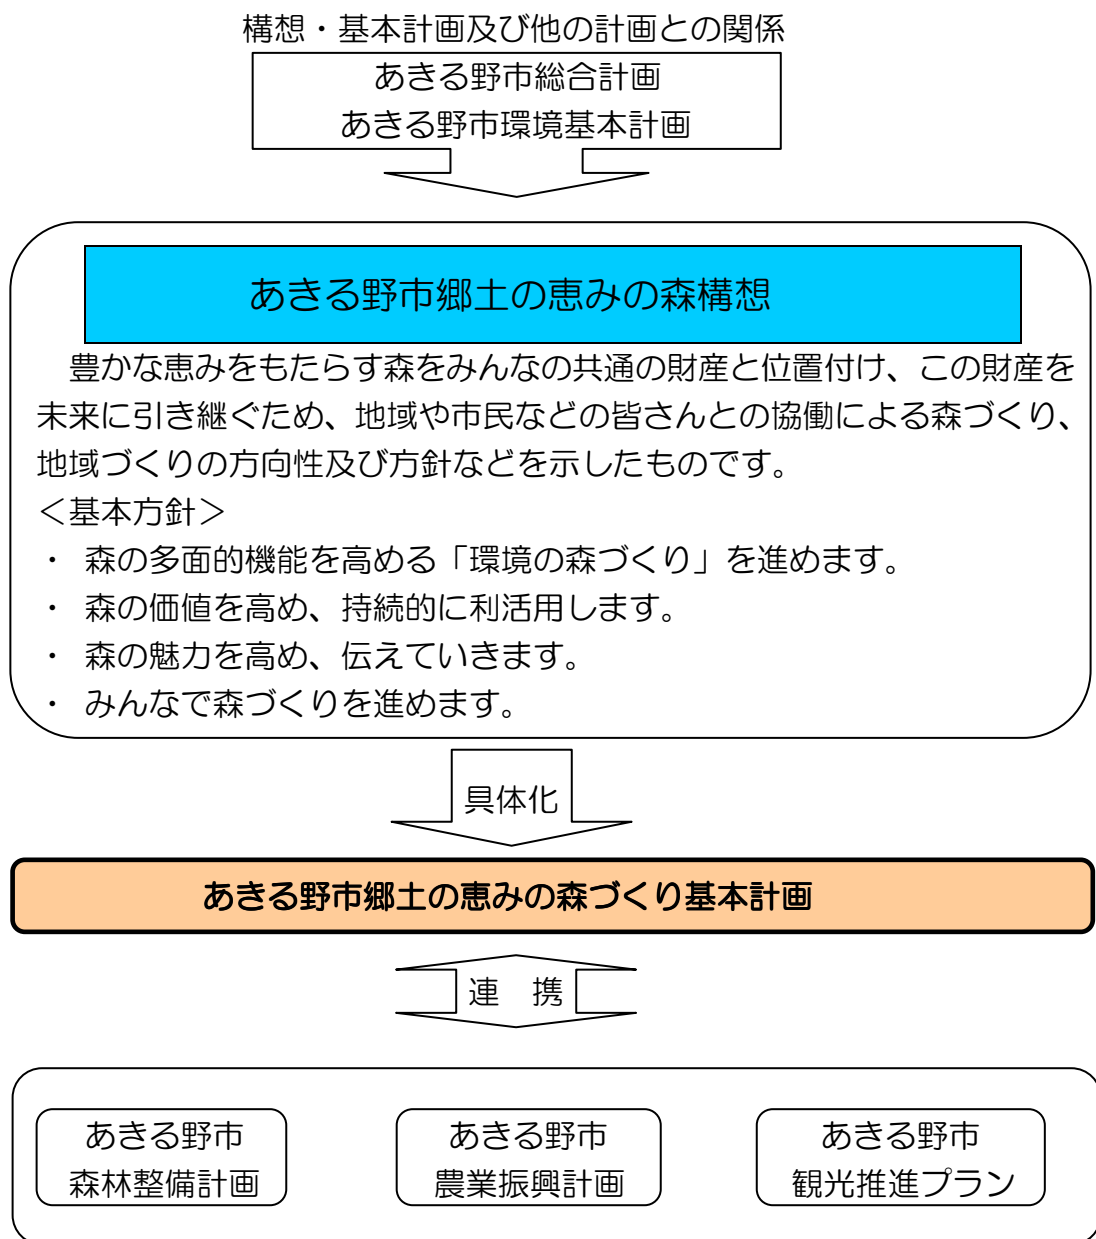 構想・基本計画及び他の計画との関係
あきる野市総合計画
あきる野市環境基本計画
あきる野市郷土の恵みの森構想
豊かな恵みをもたらす森をみんなの共通の財産と位置付け、この財産を
未来に引き継ぐため、地域や市民などの皆さんとの協働による森づくり、
地域づくりの方向性及び方針などを示したものです。
＜基本方針＞
・ 森の多面的機能を高める「環境の森づくり」を進めます。
・ 森の価値を高め、持続的に利活用します。
・ 森の魅力を高め、伝えていきます。
・ みんなで森づくりを進めます。
具体化
あきる野市郷土の恵みの森づくり基本計画
連　携
あきる野市
森林整備計画
あきる野市
農業振興計画
あきる野市
観光推進プラン